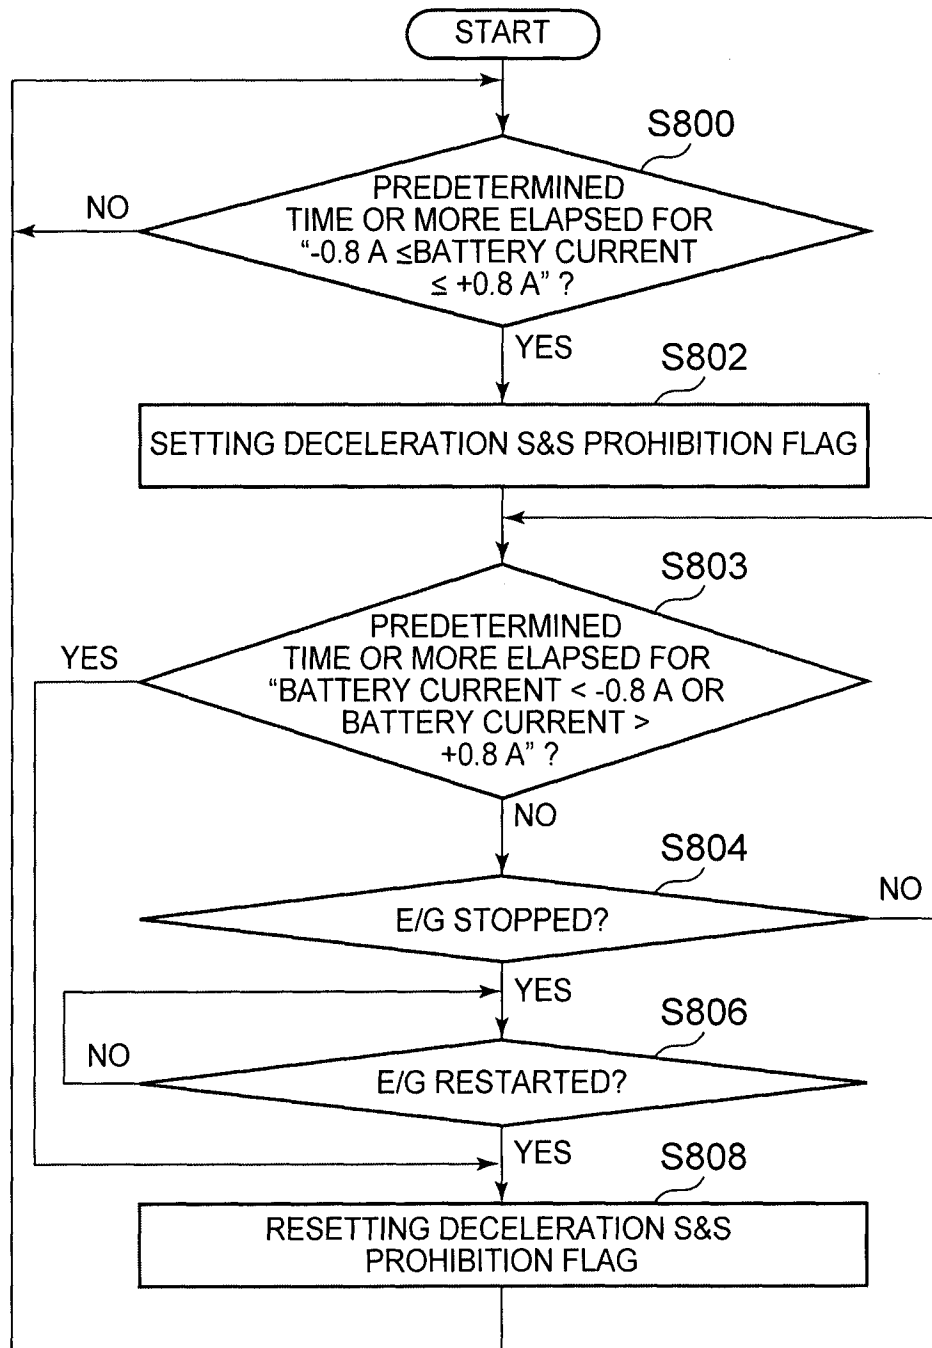 START
S800
PREDETERMINED
TIME OR MORE ELAPSED FOR
“-0.8 A ≤BATTERY CURRENT
≤ +0.8 A” ?
NO
YES
S802
SETTING DECELERATION S&S PROHIBITION FLAG
S803
PREDETERMINED
TIME OR MORE ELAPSED FOR
“BATTERY CURRENT < -0.8 A OR
BATTERY CURRENT >
+0.8 A” ?
YES
NO
S804
E/G STOPPED?
NO
YES
S806
E/G RESTARTED?
NO
YES
S808
RESETTING DECELERATION S&S
PROHIBITION FLAG